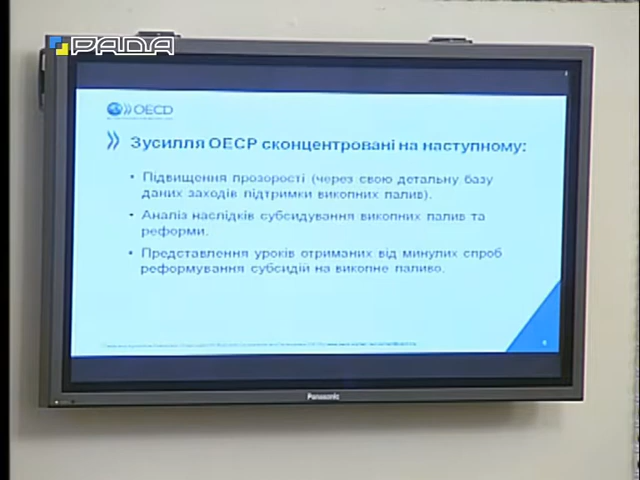 РАДА
OECD
Зусилля ОЕСР сконцентровані на наступному:
• Підвищення прозорості (через свою детальну базу
даних заходів підтримки викопних палив).
• Аналіз наслідків субсидування викопних палив та
реформи.
• Представлення уроків отриманих від минулих спроб
реформування субсидій на викопне паливо.
Panasonic